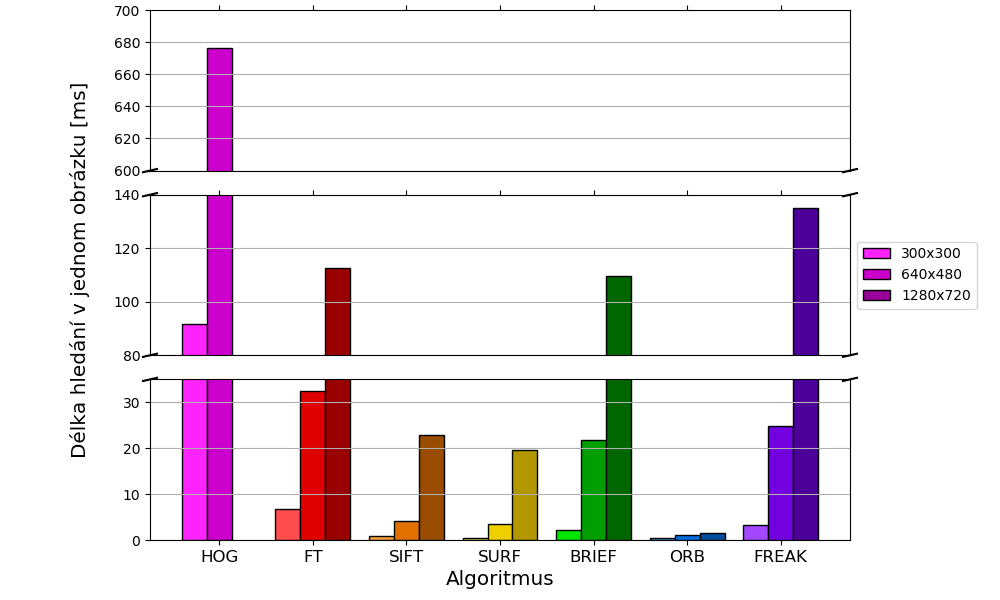 Délka hledání v jednom obrázku [ms]
700
680
660
640
620
600
140
120
100
80
30
20
10
0
HOG FT SIFT SURF BRIEF ORB FREAK
Algoritmus
300x300
640x480
1280x720